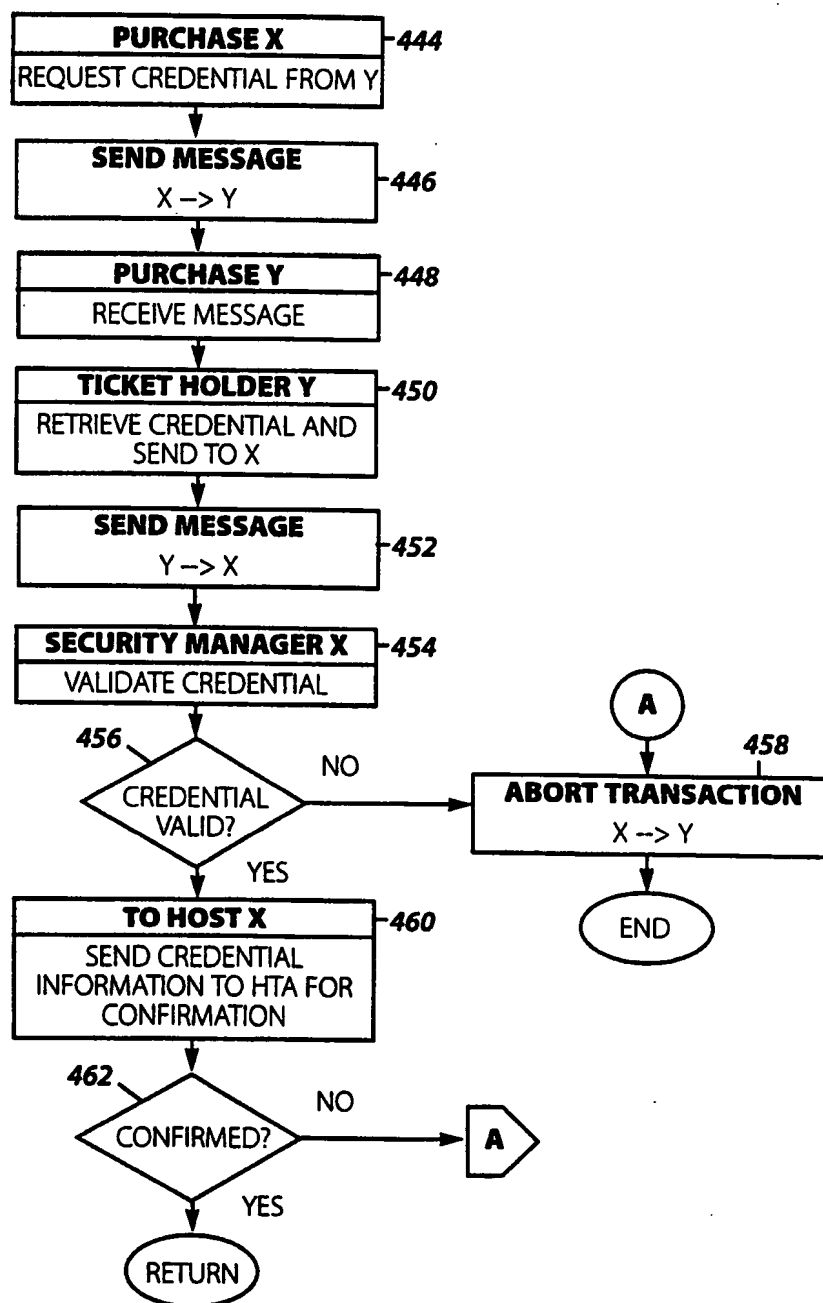 PURCHASE X
444
REQUEST CREDENTIAL FROM Y
SEND MESSAGE
446
X --> Y
PURCHASE Y
448
RECEIVE MESSAGE
TICKET HOLDER Y
450
RETRIEVE CREDENTIAL AND
SEND TO X
SEND MESSAGE
452
Y --> X
SECURITY MANAGER X
454
VALIDATE CREDENTIAL
456
CREDENTIAL
VALID?
NO
YES
A
458
ABORT TRANSACTION
X --> Y
END
TO HOST X
460
SEND CREDENTIAL
INFORMATION TO HTA FOR
CONFIRMATION
462
CONFIRMED?
NO
A
YES
RETURN